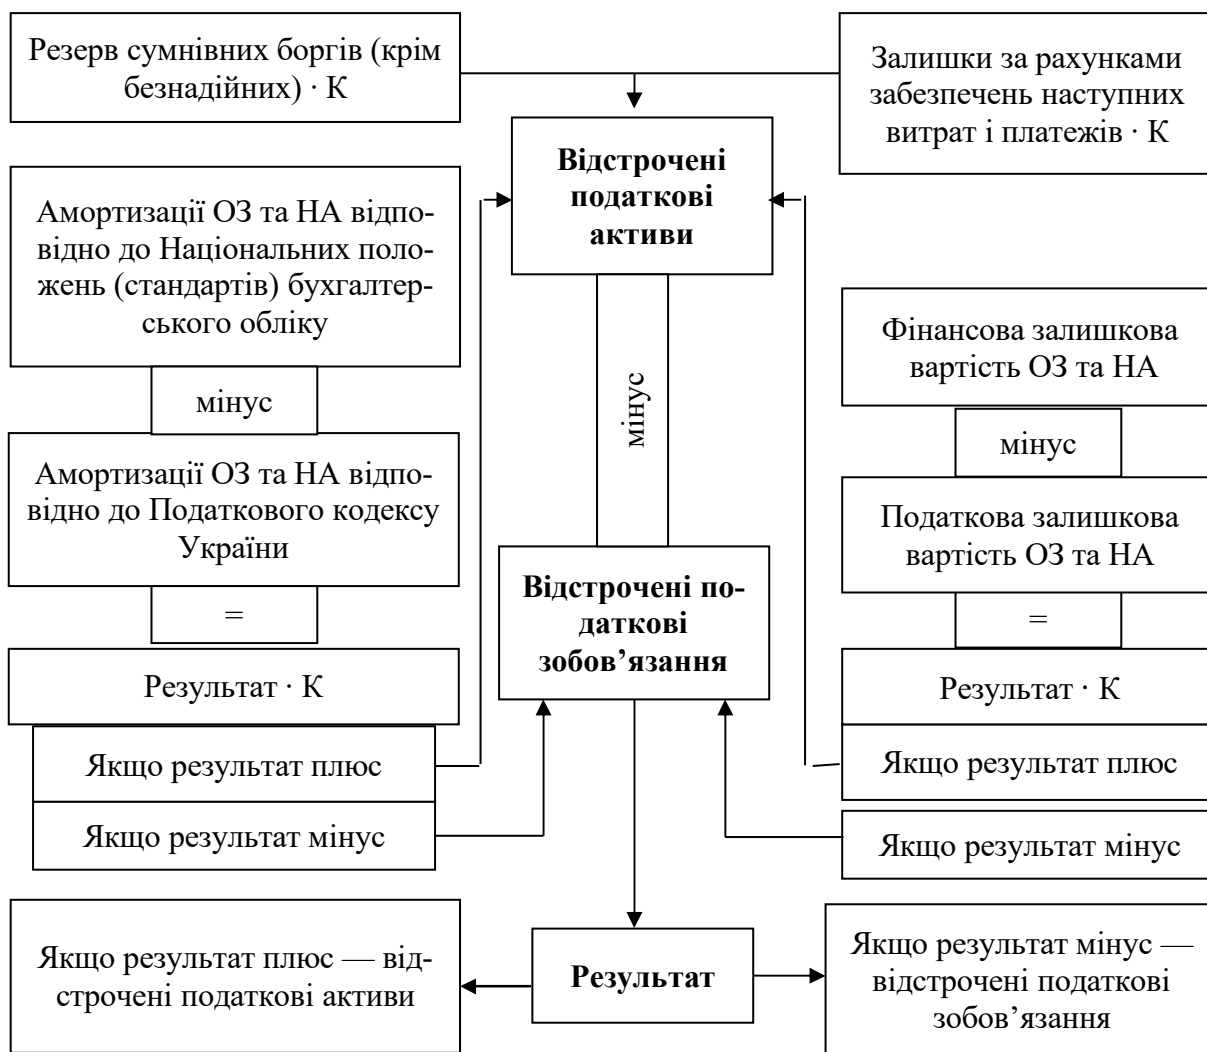 Резерв сумнівних боргів (крім
безнадійних) · К
Залишки за рахунками
забезпечень наступних
витрат і платежів · К
Відстрочені
податкові
активи
Амортизації ОЗ та НА відпо-
відно до Національних поло-
жень (стандартів) бухгалтер-
ського обліку
мінус
Амортизації ОЗ та НА відпо-
відно до Податкового кодексу
України
=
Результат · К
Якщо результат плюс
Якщо результат мінус
мінус
Відстрочені по-
даткові
зобов’язання
Фінансова залишкова
вартість ОЗ та НА
мінус
Податкова залишкова
вартість ОЗ та НА
=
Результат · К
Якщо результат плюс
Якщо результат мінус
Якщо результат плюс — від-
строчені податкові активи
Результат
Якщо результат мінус —
відстрочені податкові
зобов’язання